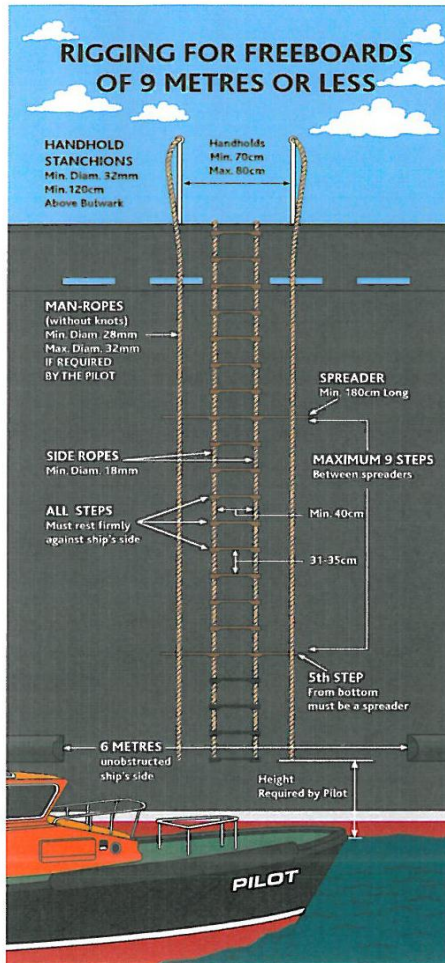 RIGGING FOR FREEBOARDS
OF 9 METRES OR LESS
HANDHOLD
STANCHIONS
Min. Diam. 32mm
Min.120cm
Above Bulwark
Handholds
Min. 70cm
Max. 80cm
MAN-ROPES
(without knots)
Min. Diam. 28mm
Max. Diam. 32mm
IF REQUIRED
BY THE PILOT
SPREADER
Min. 180cm Long
SIDE ROPES
Min. Diam. 18mm
MAXIMUM 9 STEPS
Between spreaders
ALL STEPS
Must rest firmly
against ship's side
Min. 40cm
31-35cm
5th STEP
From bottom
must be a spreader
6 METRES
unobstructed
ship's side
Height
Required by Pilot
PILOT